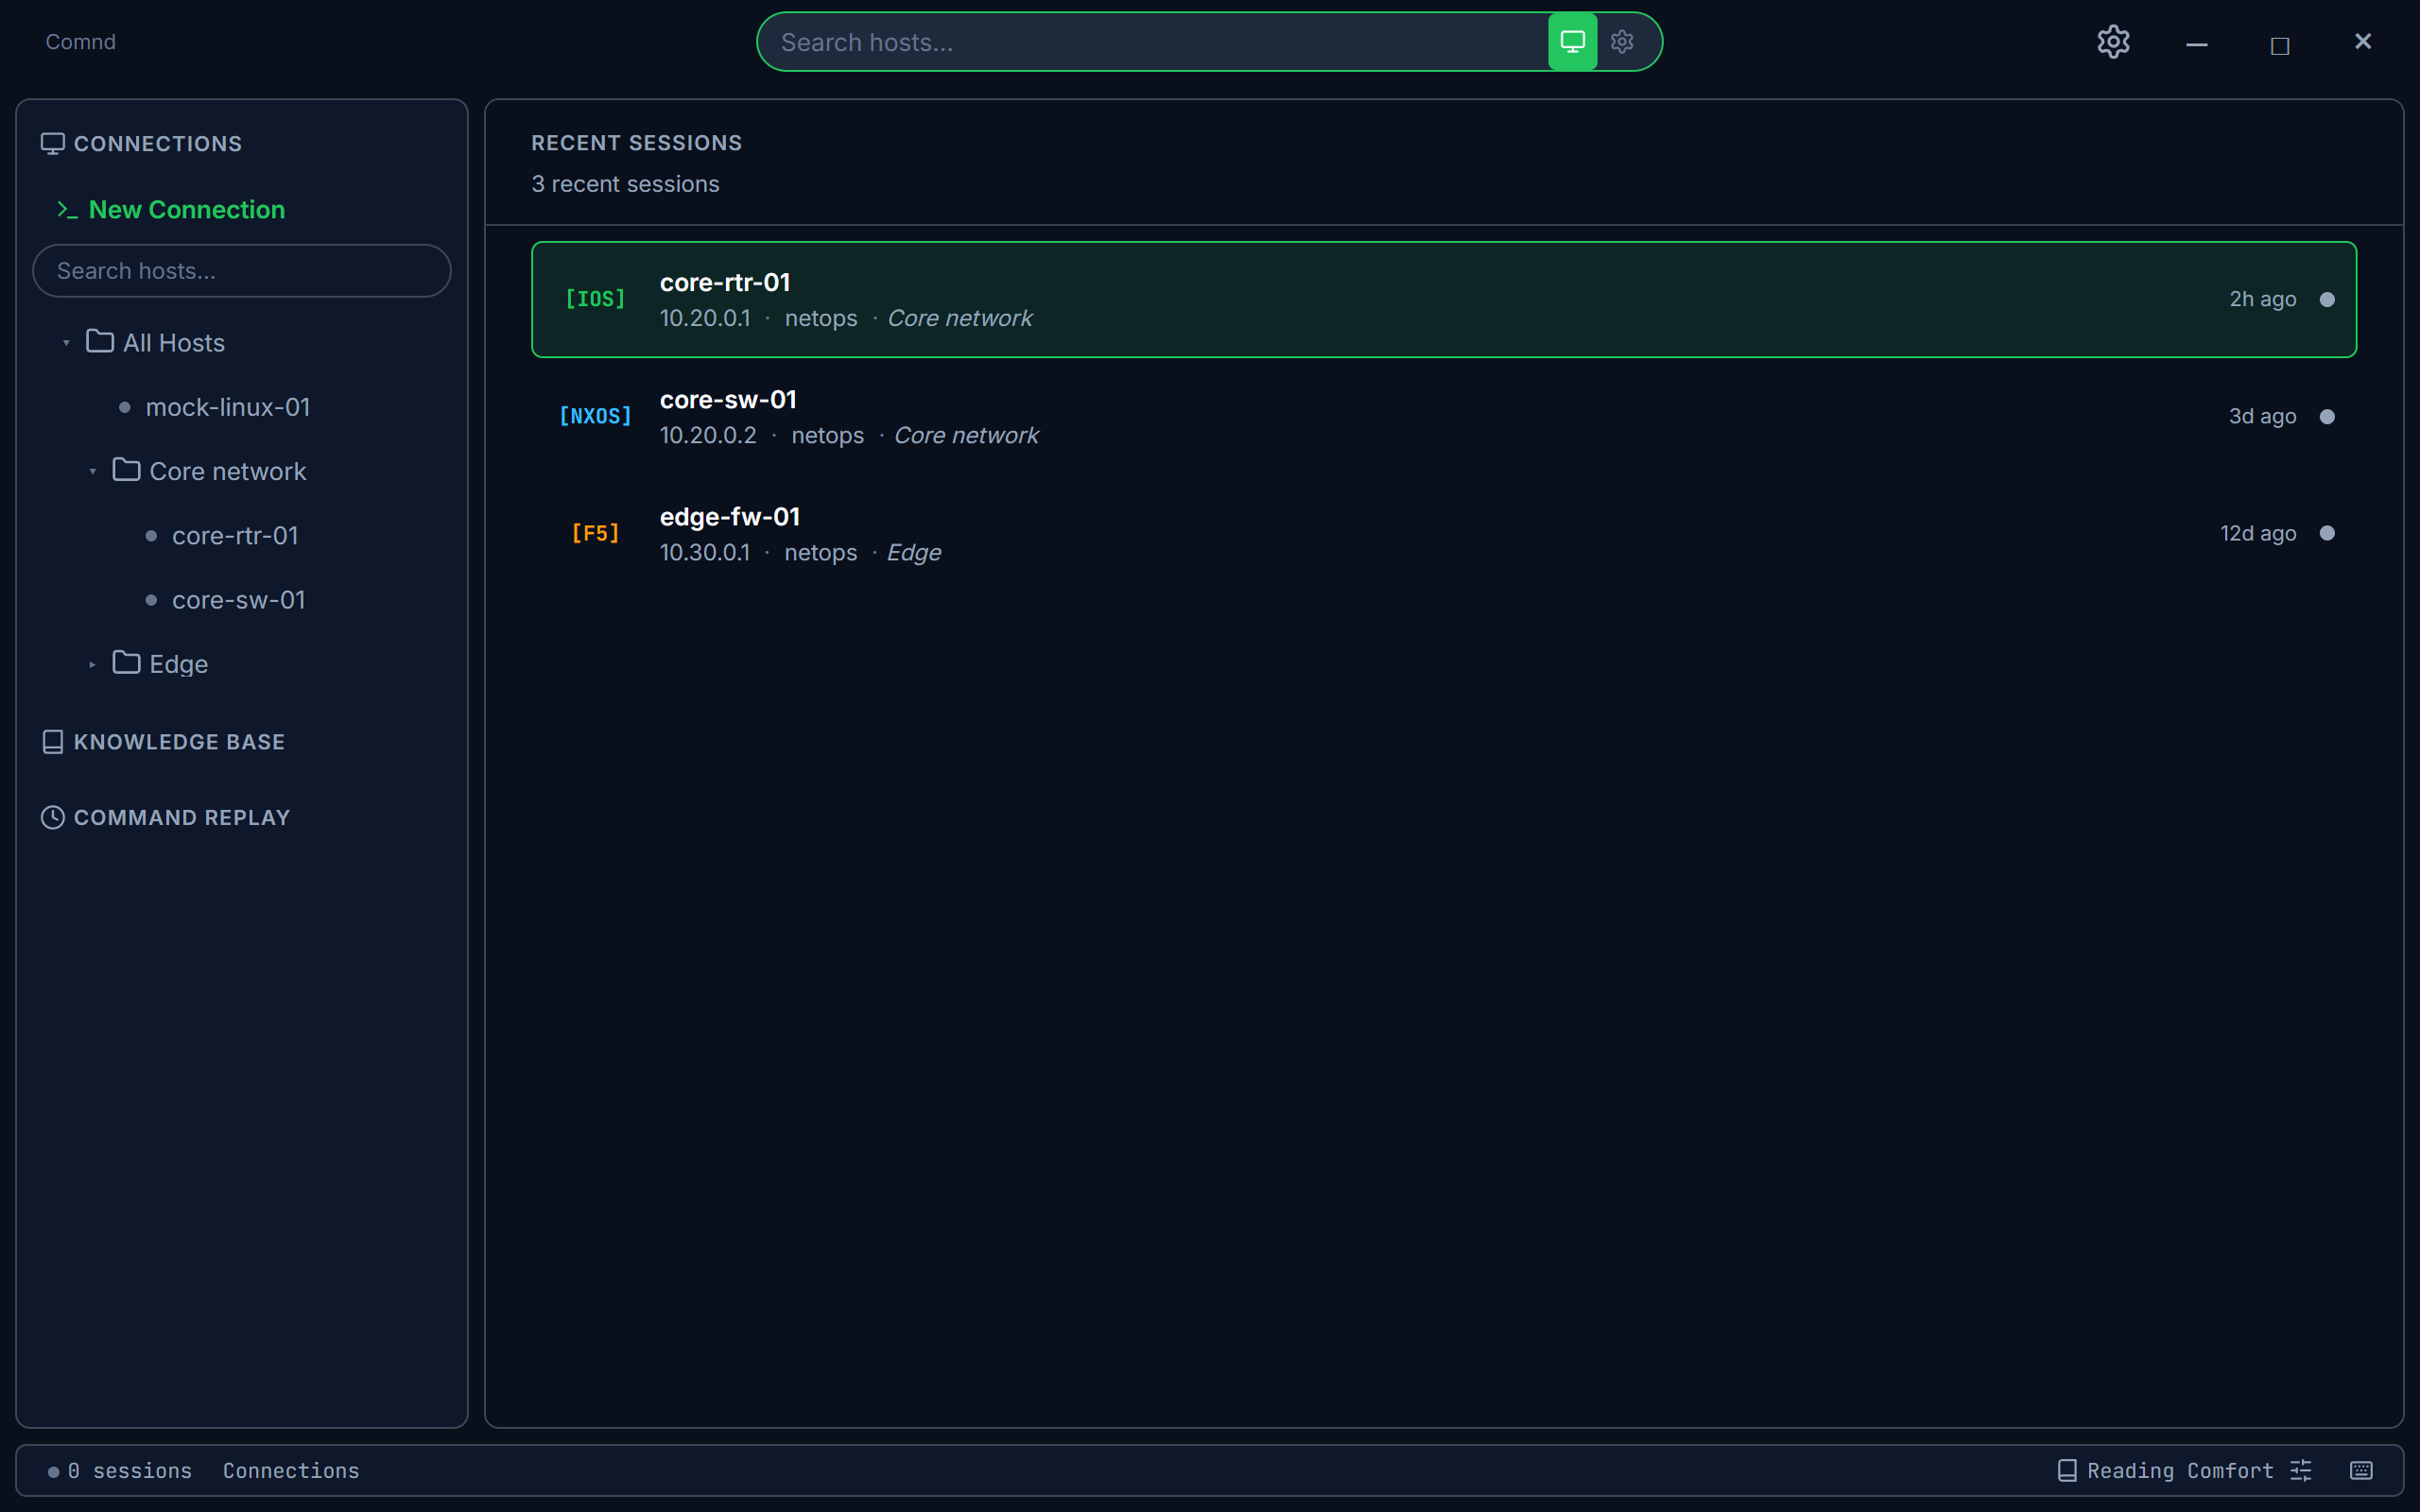 Comnd
Search hosts...
CONNECTIONS
New Connection
Search hosts...
All Hosts
mock-linux-01
Core network
core-rtr-01
core-sw-01
Edge
KNOWLEDGE BASE
COMMAND REPLAY
RECENT SESSIONS
3 recent sessions
[IOS]
core-rtr-01
10.20.0.1 · netops · Core network
2h ago
[NXOS]
core-sw-01
10.20.0.2 · netops · Core network
3d ago
[F5]
edge-fw-01
10.30.0.1 · netops · Edge
12d ago
0 sessions Connections
Reading Comfort